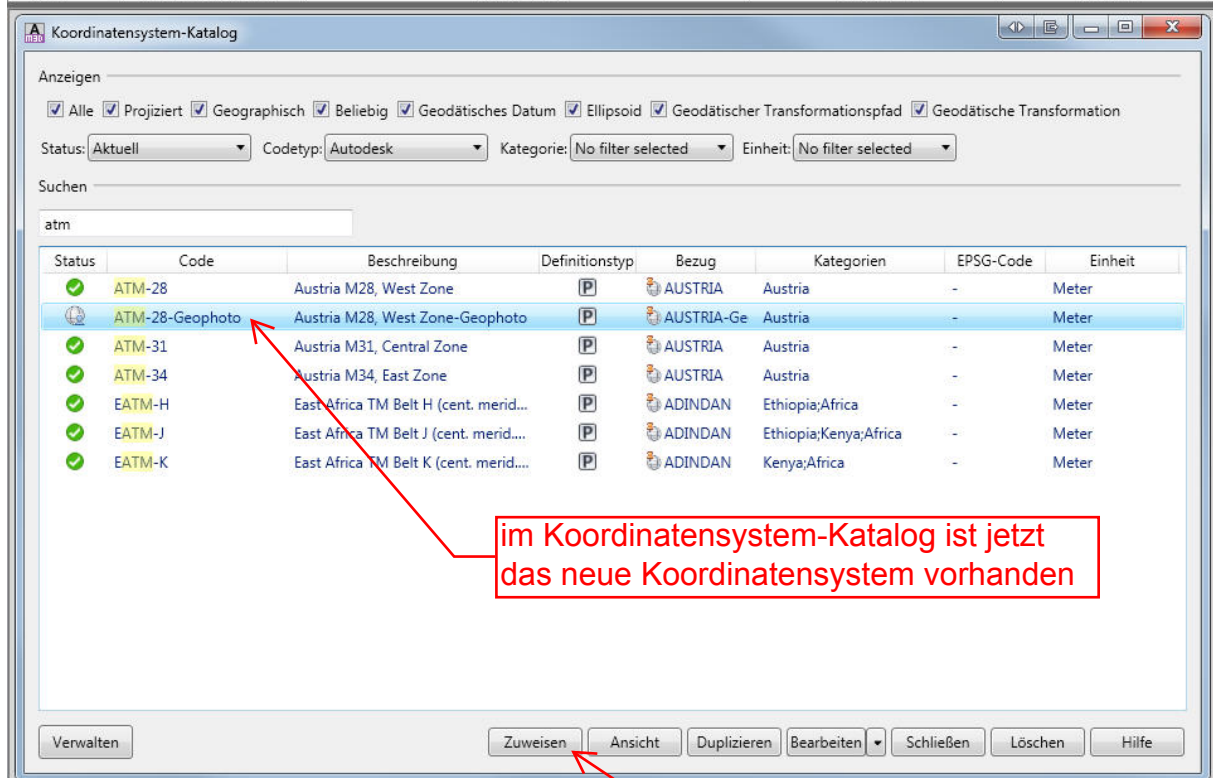 Koordinatensystem-Katalog
Anzeigen
Alle Projiziert Geographisch Beliebig Geodätisches Datum Ellipsoid Geodätischer Transformationspfad Geodätische Transformation
Status: Aktuell Codetyp: Autodesk Kategorie: No filter selected Einheit: No filter selected
Suchen
atm
Status Code Beschreibung Definitionstyp Bezug Kategorien EPSG-Code Einheit
ATM-28 Austria M28, West Zone P AUSTRIA Austria - Meter
ATM-28-Geophoto Austria M28, West Zone-Geophoto P AUSTRIA-Ge Austria - Meter
ATM-31 Austria M31, Central Zone P AUSTRIA Austria - Meter
ATM-34 Austria M34, East Zone P AUSTRIA Austria - Meter
EATM-H East Africa TM Belt H (cent. merid... P ADINDAN Ethiopia;Africa - Meter
EATM-J East Africa TM Belt J (cent. merid.... P ADINDAN Ethiopia;Kenya;Africa - Meter
EATM-K East Africa TM Belt K (cent. merid.... P ADINDAN Kenya;Africa - Meter
im Koordinatensystem-Katalog ist jetzt
das neue Koordinatensystem vorhanden
Verwalten Zuweisen Ansicht Duplizieren Bearbeiten Schließen Löschen Hilfe